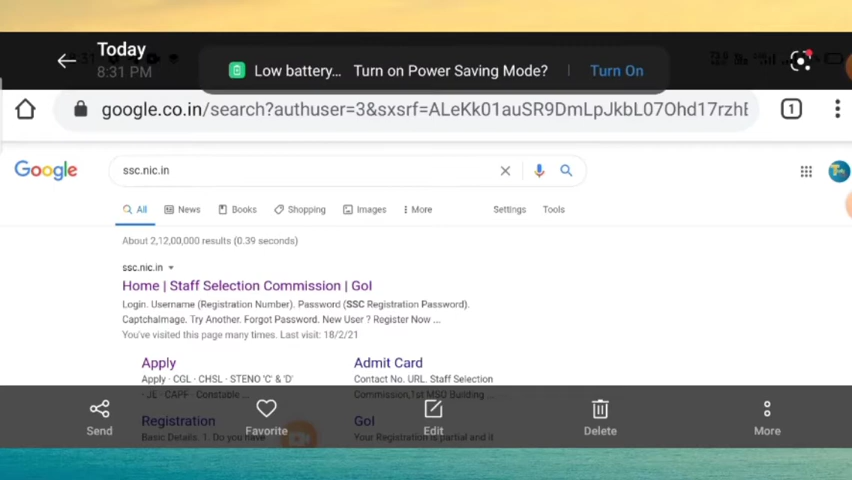 Today
8:31 PM
Low battery... Turn on Power Saving Mode? Turn On
google.co.in/search?authuser=3&sxsrf=ALeKk01auSR9DmLpJkbL07Ohd17rzhE
1
Google
ssc.nic.in
All News Books Shopping Images More Settings Tools
About 2,12,00,000 results (0.39 seconds)
ssc.nic.in
Home | Staff Selection Commission | GoI
Login. Username (Registration Number). Password (SSC Registration Password).
CaptchaImage. Try Another. Forgot Password. New User ? Register Now ...
You've visited this page many times. Last visit: 18/2/21
Apply Admit Card
Apply · CGL · CHSL · STENO 'C' & 'D' Contact No. URL. Staff Selection
· JE · CAPF · Constable ... Commission,1st MSO Building ...
Registration GoI
Basic Details. 1. Do you have Your Registration is partial and it
Send Favorite Edit Delete More